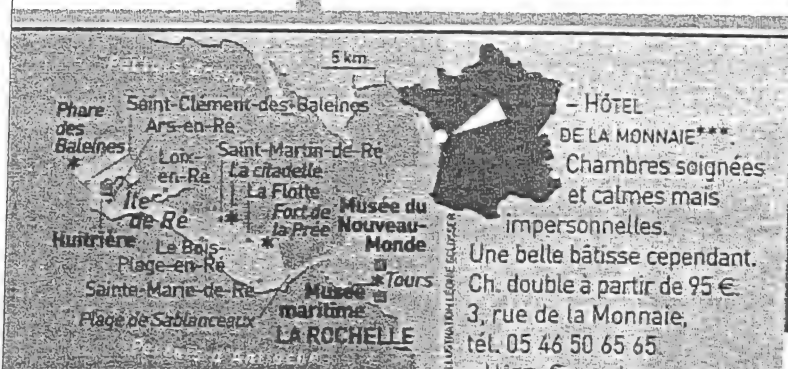 5 km
Phare
des
Baleines
Saint-Clément-des-Baleines
Ars-en-Ré
Loix-
en-Ré
Saint-Martin-de-Ré
La citadelle
La Flotte
Fort de
la Prée
Île
de Ré
Huîtrière
Le Bois-
Plage-en-Ré
Sainte-Marie-de-Ré
Plage de Sablanceaux
Musée du
Nouveau-
Monde
Tours
Musée
maritime
LA ROCHELLE
Pertuis d'Antioche
– HÔTEL
DE LA MONNAIE***.
Chambres soignées
et calmes mais
impersonnelles.
Une belle bâtisse cependant.
Ch. double à partir de 95 €.
3, rue de la Monnaie,
tél. 05 46 50 65 65